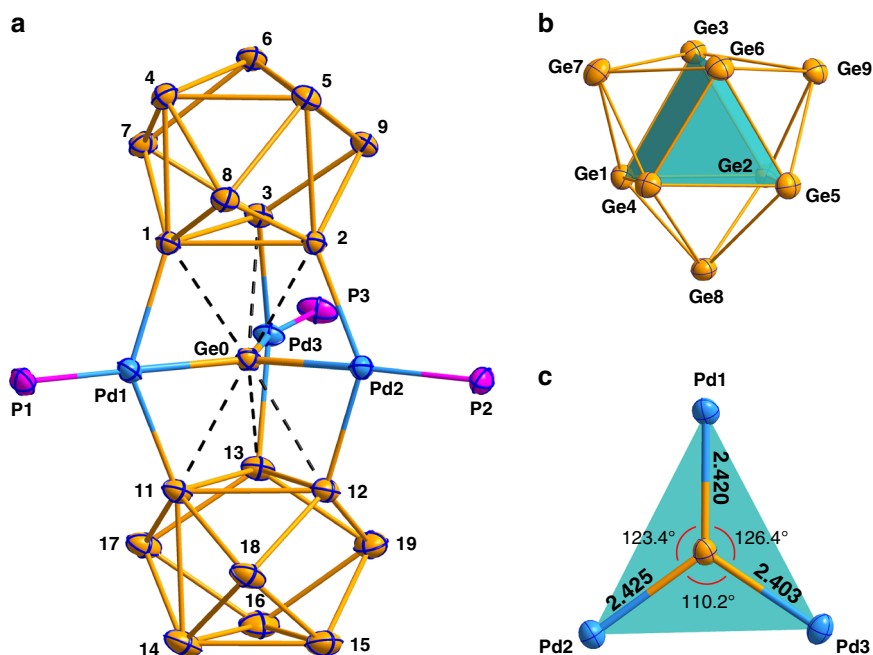 a
6
4
5
7
9
8
3
1
2
P3
Ge0
Pd3
P1
Pd1
Pd2
P2
13
11
12
17
18
19
16
14
15
b
Ge3
Ge6
Ge7
Ge9
Ge1
Ge2
Ge4
Ge5
Ge8
c
Pd1
2.420
123.4°
126.4°
2.425
2.403
110.2°
Pd2
Pd3